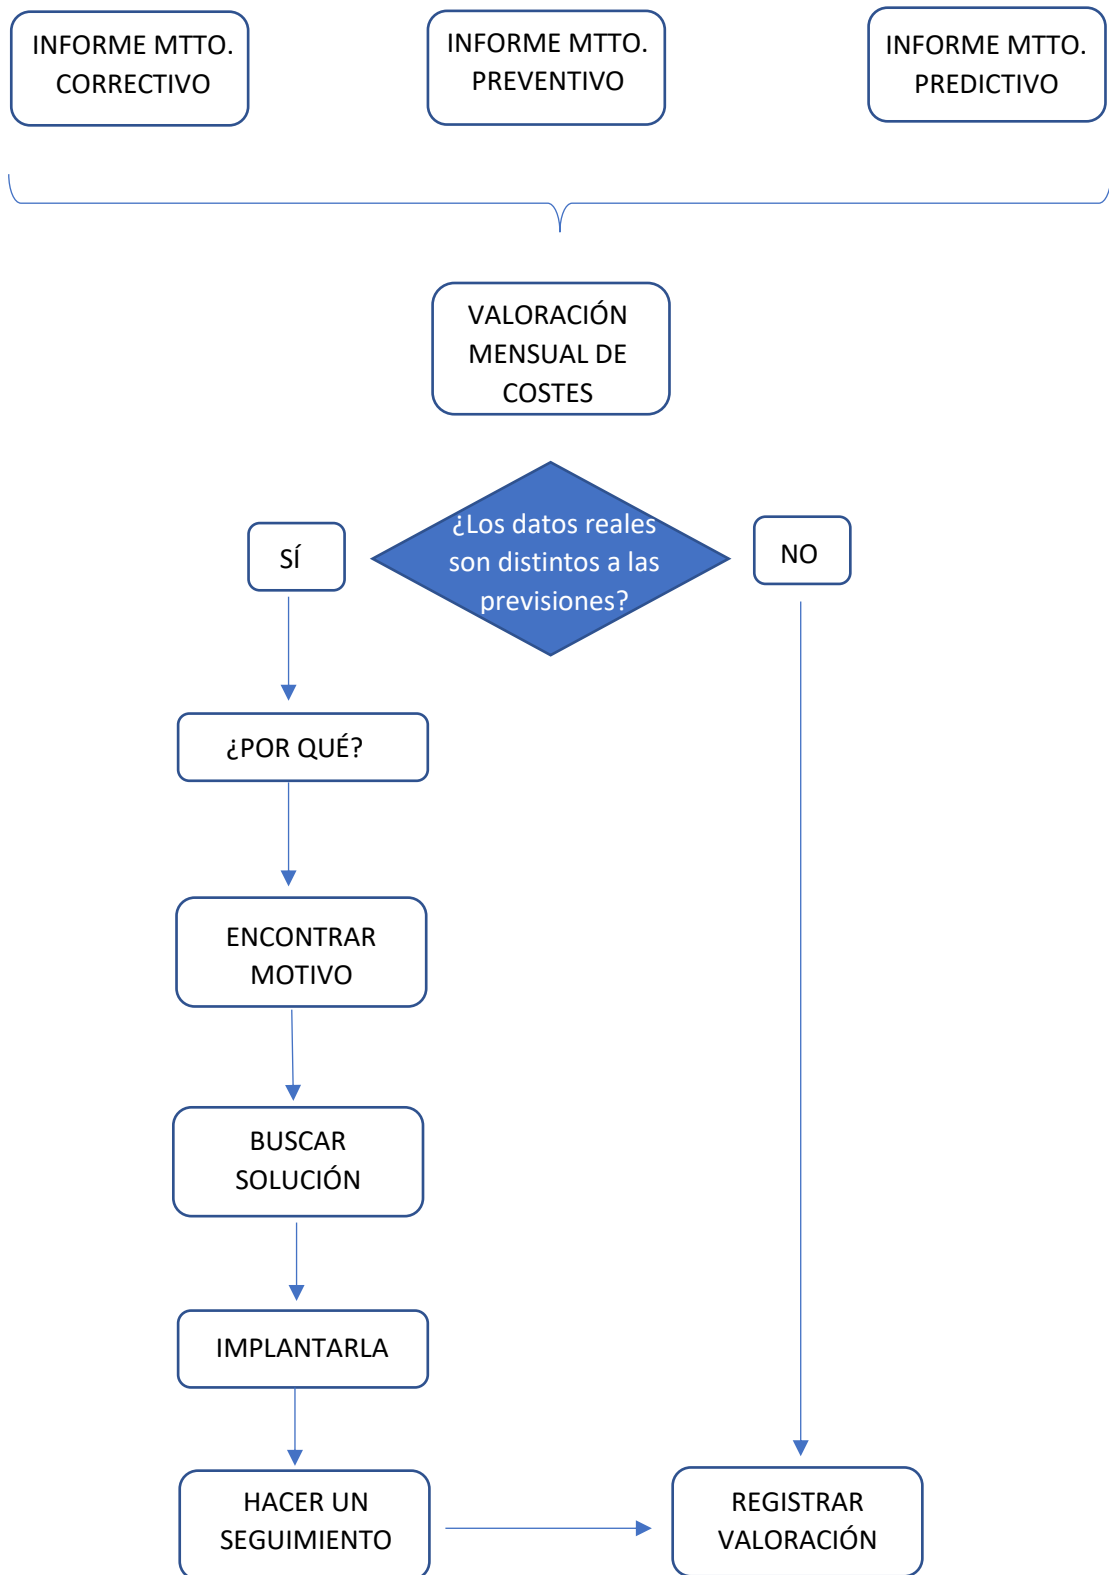 INFORME MTTO.
CORRECTIVO
INFORME MTTO.
PREVENTIVO
INFORME MTTO.
PREDICTIVO
VALORACIÓN
MENSUAL DE
COSTES
¿Los datos reales
son distintos a las
previsiones?
SÍ
NO
¿POR QUÉ?
ENCONTRAR
MOTIVO
BUSCAR
SOLUCIÓN
IMPLANTARLA
HACER UN
SEGUIMIENTO
REGISTRAR
VALORACIÓN